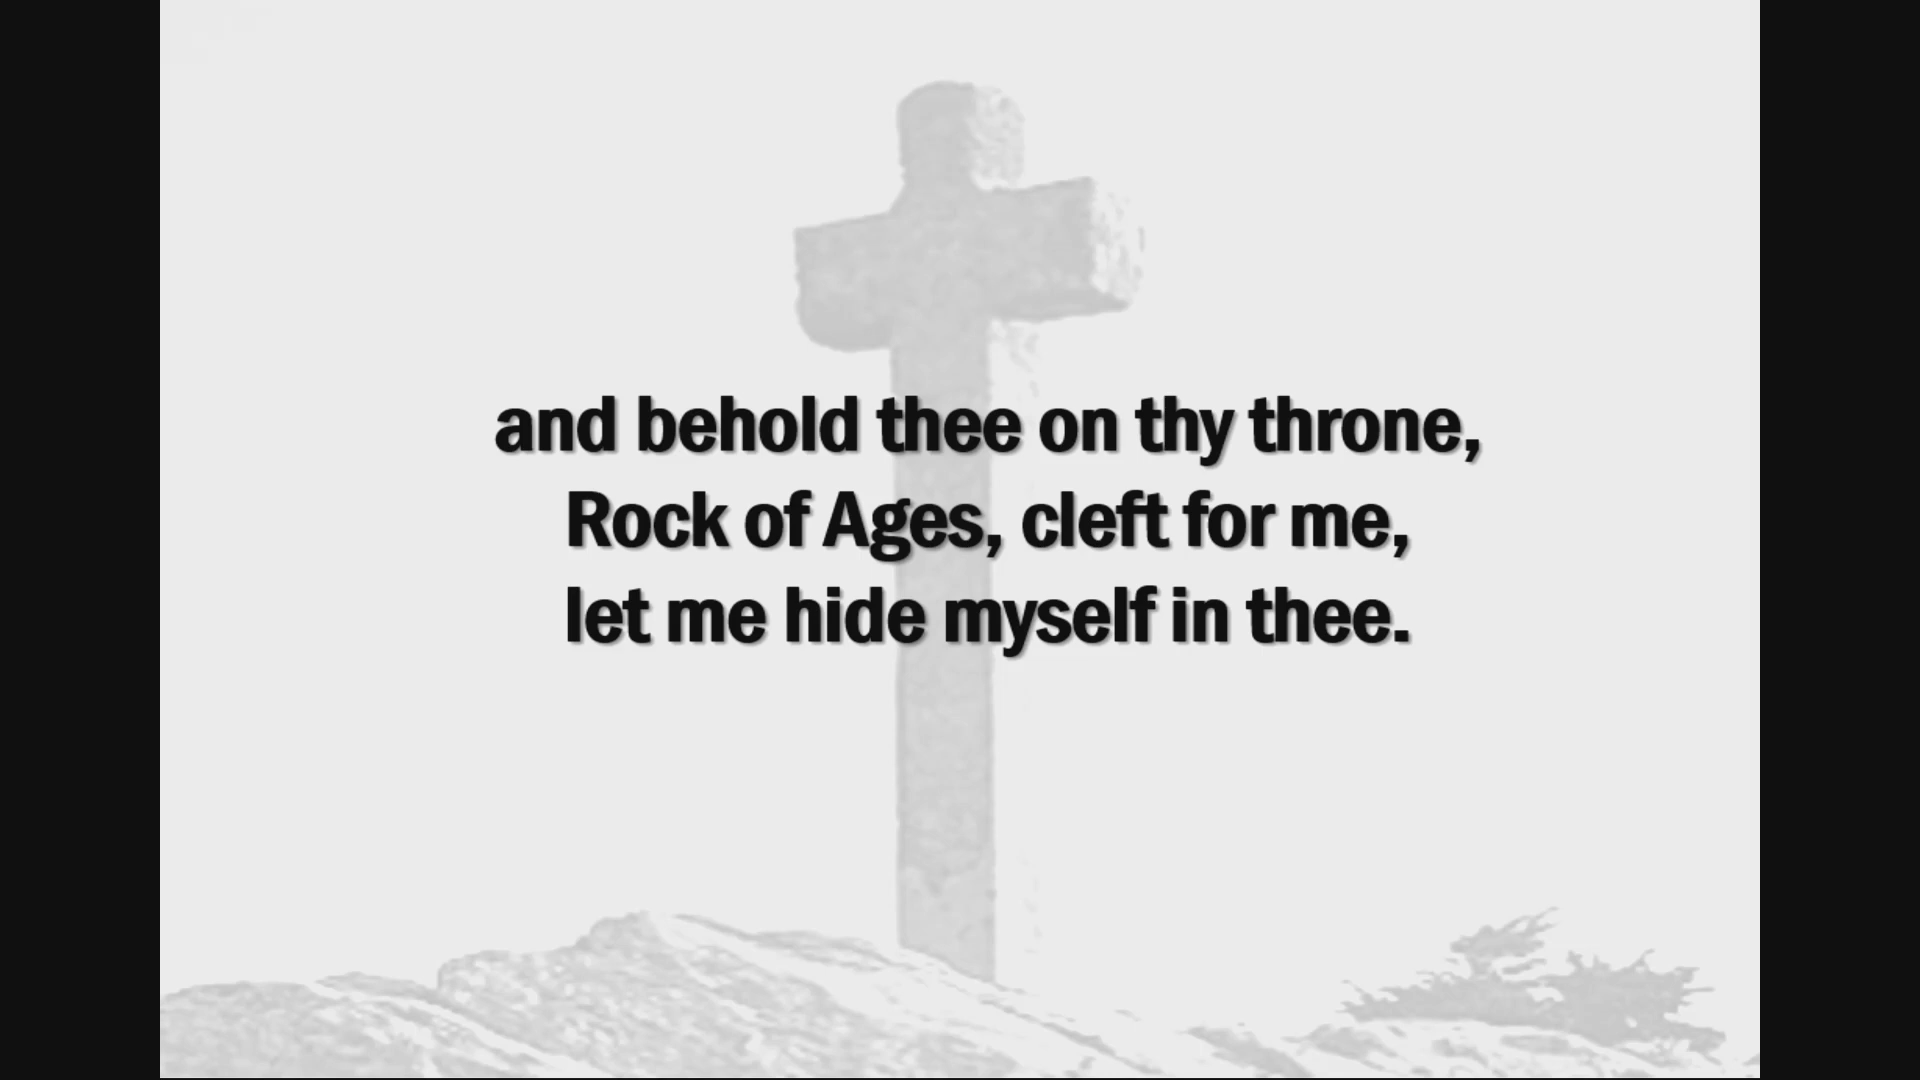 and behold thee on thy throne,
Rock of Ages, cleft for me,
let me hide myself in thee.